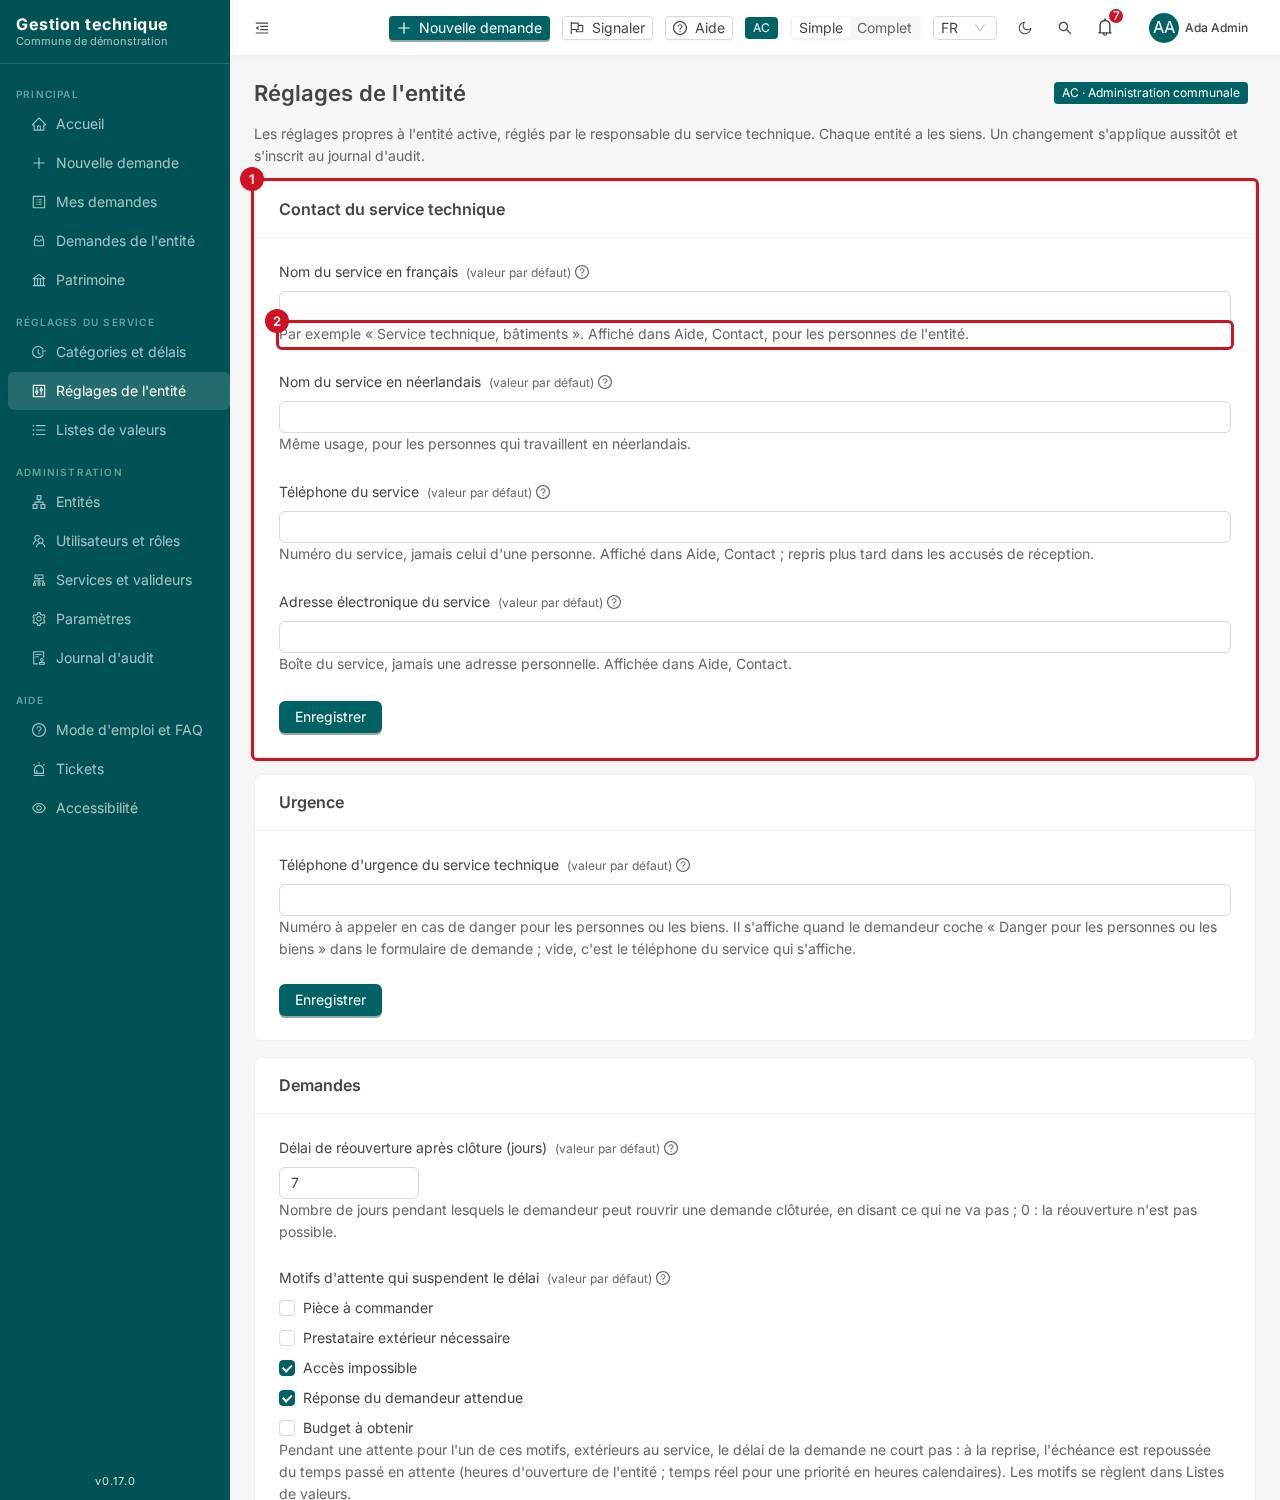 Gestion technique
Commune de démonstration
PRINCIPAL
Accueil
Nouvelle demande
Mes demandes
Demandes de l'entité
Patrimoine
RÉGLAGES DU SERVICE
Catégories et délais
Réglages de l'entité
Listes de valeurs
ADMINISTRATION
Entités
Utilisateurs et rôles
Services et valideurs
Paramètres
Journal d'audit
AIDE
Mode d'emploi et FAQ
Tickets
Accessibilité
v0.17.0
Nouvelle demande Signaler Aide AC Simple Complet FR 7 AA Ada Admin
Réglages de l'entité
AC · Administration communale
Les réglages propres à l'entité active, réglés par le responsable du service technique. Chaque entité a les siens. Un changement s'applique aussitôt et
s'inscrit au journal d'audit.
1
Contact du service technique
Nom du service en français (valeur par défaut)
2
Par exemple « Service technique, bâtiments ». Affiché dans Aide, Contact, pour les personnes de l'entité.
Nom du service en néerlandais (valeur par défaut)
Même usage, pour les personnes qui travaillent en néerlandais.
Téléphone du service (valeur par défaut)
Numéro du service, jamais celui d'une personne. Affiché dans Aide, Contact ; repris plus tard dans les accusés de réception.
Adresse électronique du service (valeur par défaut)
Boîte du service, jamais une adresse personnelle. Affichée dans Aide, Contact.
Enregistrer
Urgence
Téléphone d'urgence du service technique (valeur par défaut)
Numéro à appeler en cas de danger pour les personnes ou les biens. Il s'affiche quand le demandeur coche « Danger pour les personnes ou les
biens » dans le formulaire de demande ; vide, c'est le téléphone du service qui s'affiche.
Enregistrer
Demandes
Délai de réouverture après clôture (jours) (valeur par défaut)
7
Nombre de jours pendant lesquels le demandeur peut rouvrir une demande clôturée, en disant ce qui ne va pas ; 0 : la réouverture n'est pas
possible.
Motifs d'attente qui suspendent le délai (valeur par défaut)
Pièce à commander
Prestataire extérieur nécessaire
Accès impossible
Réponse du demandeur attendue
Budget à obtenir
Pendant une attente pour l'un de ces motifs, extérieurs au service, le délai de la demande ne court pas : à la reprise, l'échéance est repoussée
du temps passé en attente (heures d'ouverture de l'entité ; temps réel pour une priorité en heures calendaires). Les motifs se règlent dans Listes
de valeurs.